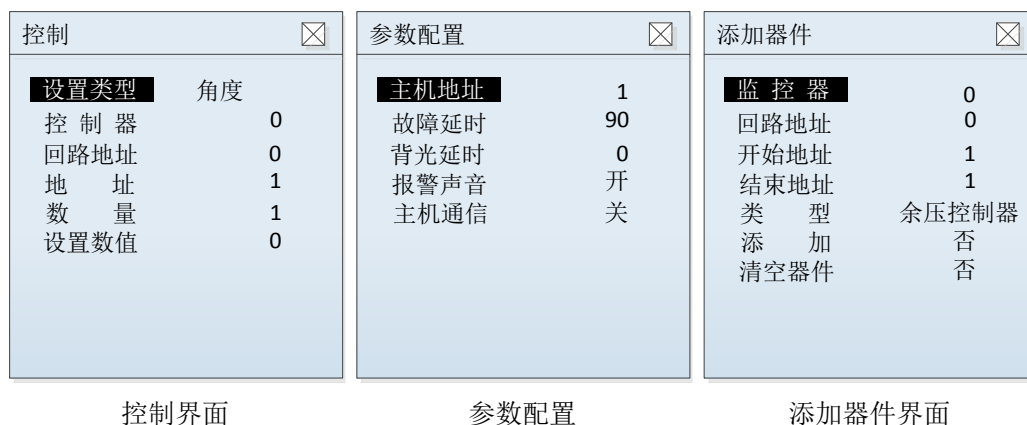 控制
设置类型 角度
控 制 器 0
回路地址 0
地 址 1
数 量 1
设置数值 0
控制界面
参数配置
主机地址 1
故障延时 90
背光延时 0
报警声音 开
主机通信 关
参数配置
添加器件
监 控 器 0
回路地址 0
开始地址 1
结束地址 1
类 型 余压控制器
添 加 否
清空器件 否
添加器件界面